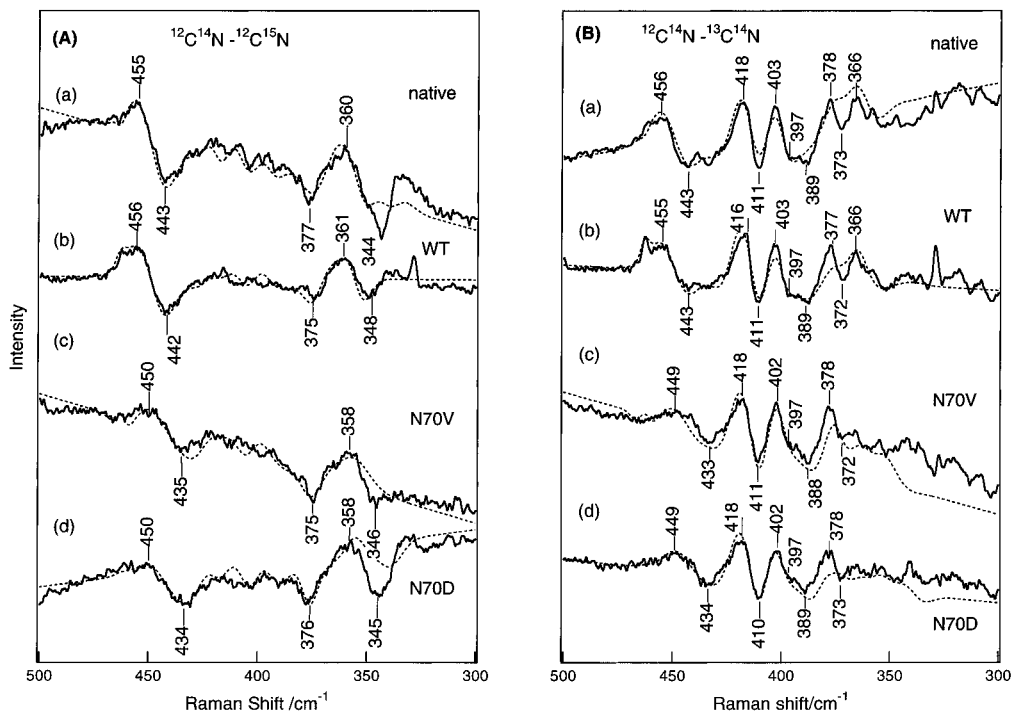 (A)
¹²C¹⁴N -¹²C¹⁵N
455
(a)
native
360
443
377
344
(b)
456
361
WT
442
375
348
(c)
450
N70V
358
435
375
346
(d)
450
358
N70D
434
376
345
Intensity
500
450
400
350
300
Raman Shift /cm⁻¹
(B)
¹²C¹⁴N -¹³C¹⁴N
native
456
418
403
378
366
(a)
397
443
411
389
373
WT
455
416
403
377
366
(b)
397
443
411
389
372
(c)
449
418
402
378
N70V
397
433
411
388
372
(d)
449
418
402
378
397
434
410
389
373
N70D
500
450
400
350
300
Raman shift/cm⁻¹